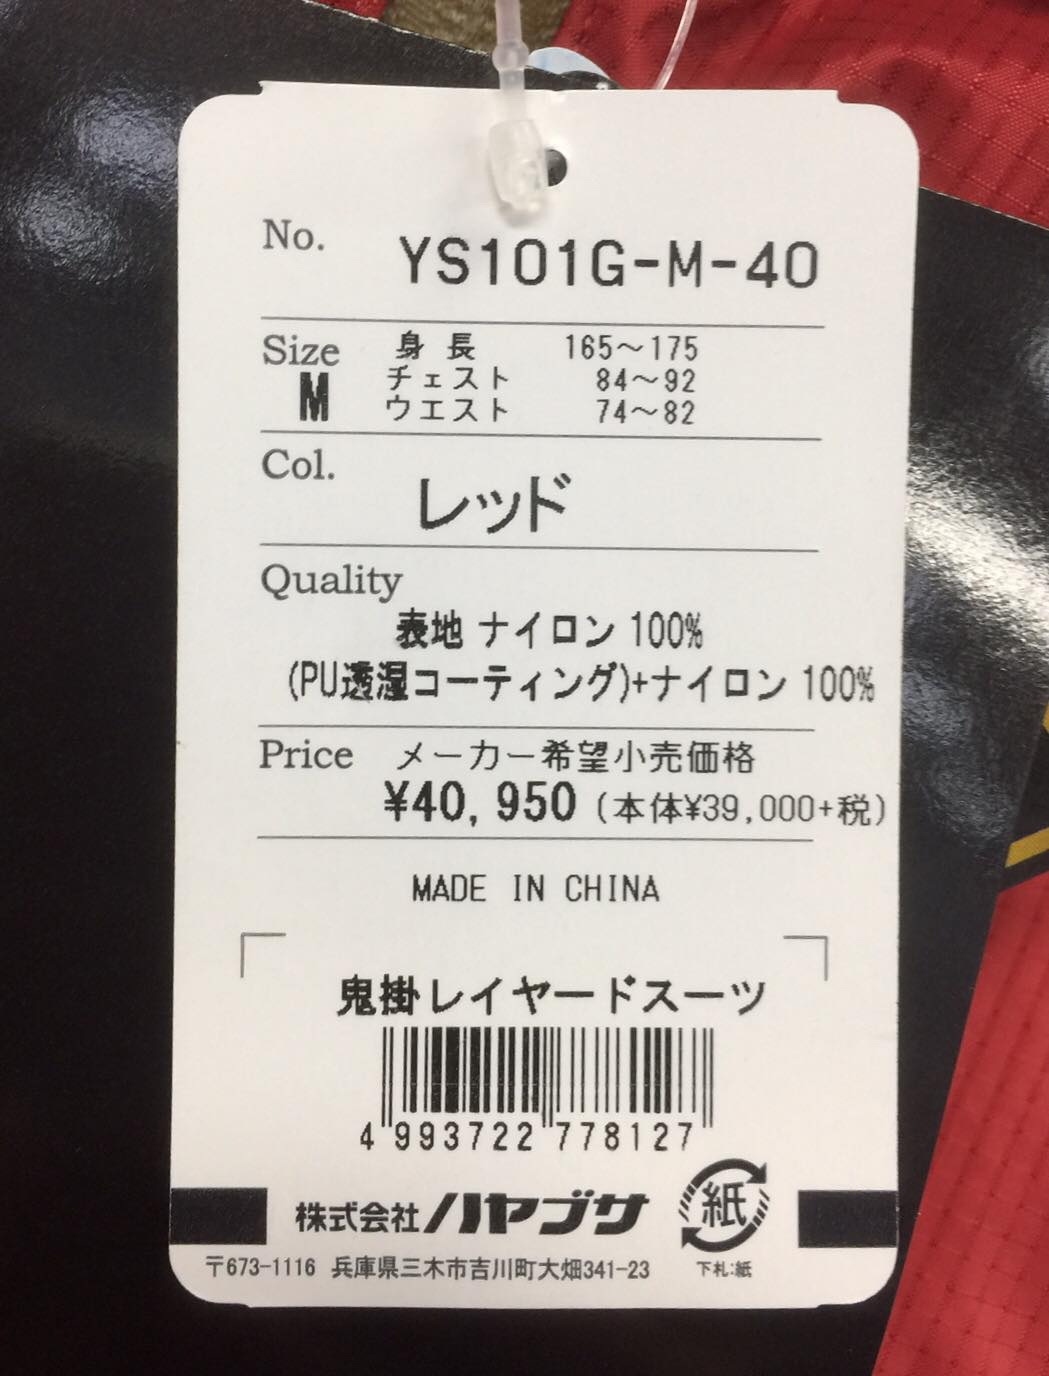 No. YS101G-M-40
Size 身長 165～175
M チェスト 84～92
ウエスト 74～82
Col.
レッド
Quality
表地 ナイロン 100%
(PU透湿コーティング)+ナイロン 100%
Price メーカー希望小売価格
¥40,950 (本体¥39,000+税)
MADE IN CHINA
鬼掛レイヤードスーツ
4 993722 778127
株式会社ハヤブサ 紙
〒673-1116 兵庫県三木市吉川町大畑341-23 下札:紙